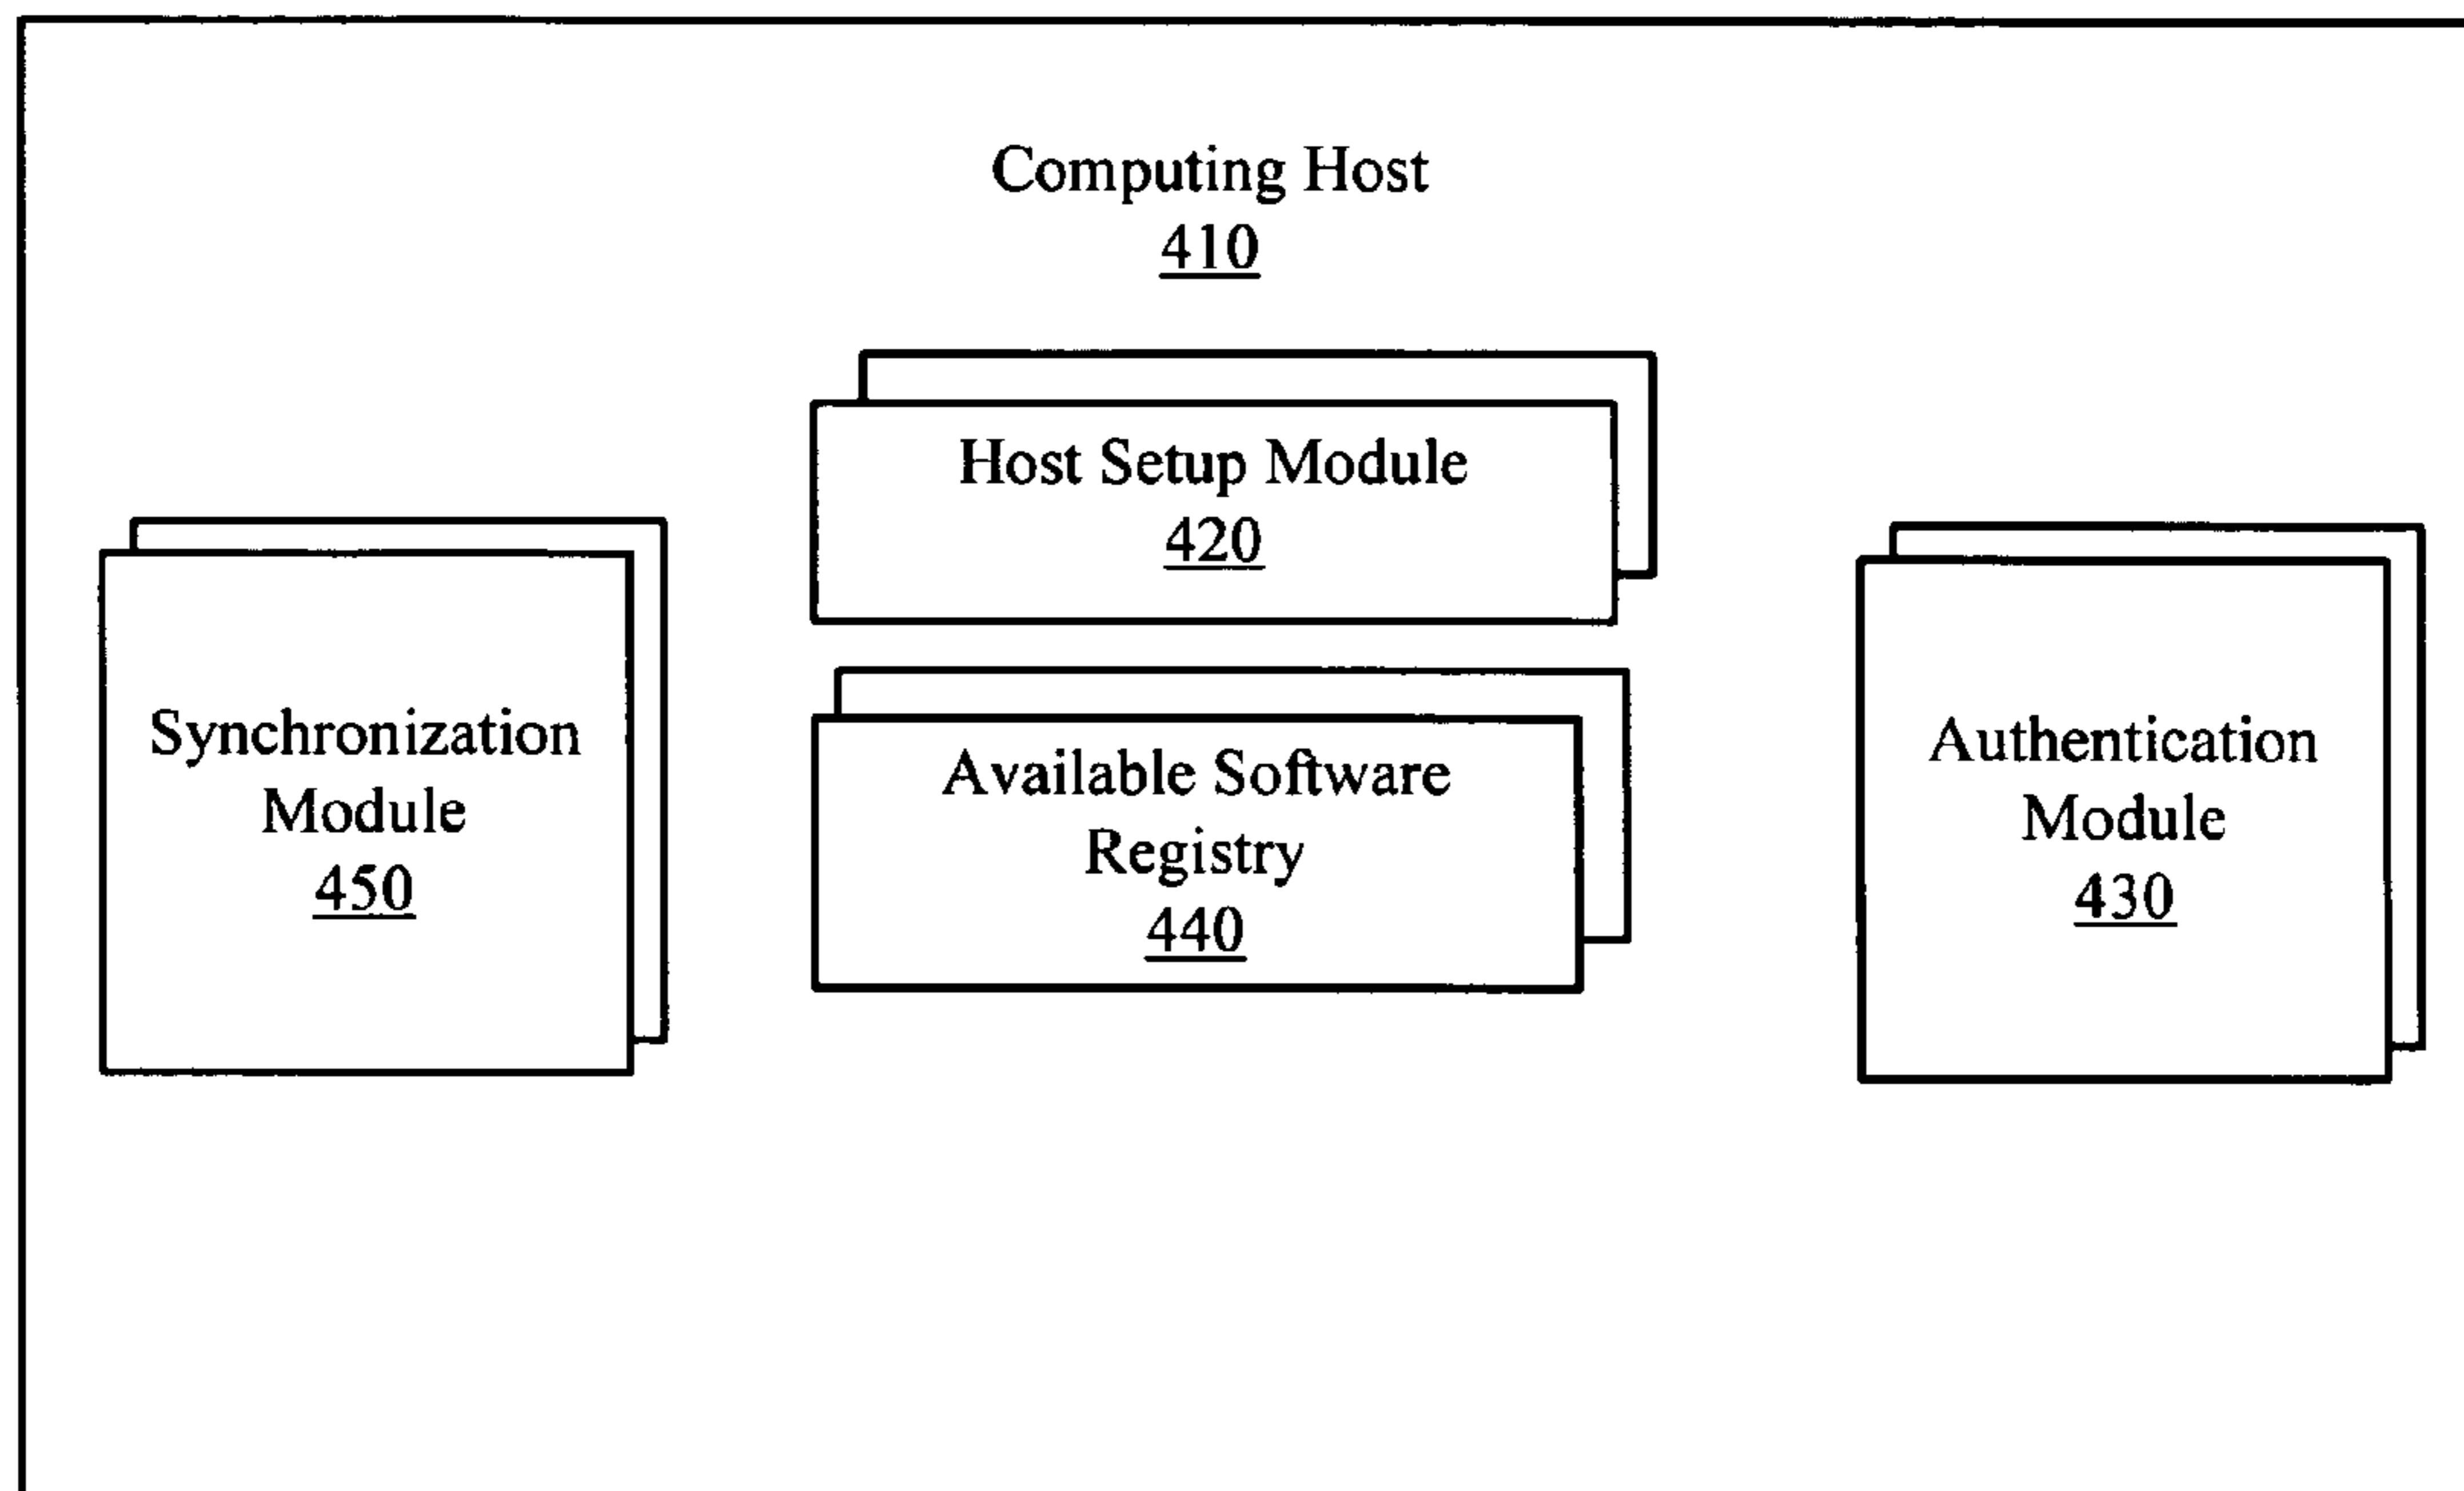 Computing Host
410
Host Setup Module
420
Synchronization
Module
450
Available Software
Registry
440
Authentication
Module
430